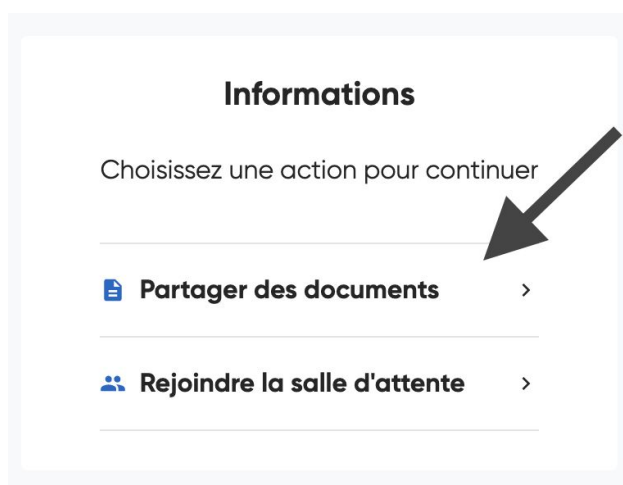 Informations
Choisissez une action pour continuer
Partager des documents
Rejoindre la salle d'attente